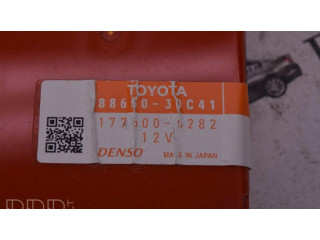 TOYOTA
88650-30C41
177500-5282
12V
DENSO MADE IN JAPAN